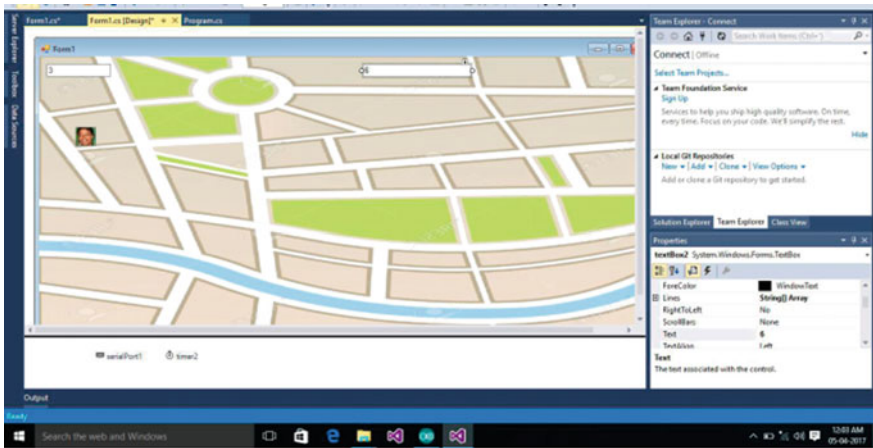 Form1.cs*
Form1.cs [Design]*
Program.cs
Server Explorer
Toolbox
Data Sources
Form1
3
6
serialPort1
timer2
Output
Ready
Team Explorer - Connect
Search Work Items (Ctrl+')
Connect | Offline
Select Team Projects...
Team Foundation Service
Sign Up
Services to help you ship high quality software. On time,
every time. Focus on your code. We'll simplify the rest.
Hide
Local Git Repositories
New | Add | Clone | View Options
Add or clone a Git repository to get started.
Solution Explorer Team Explorer Class View
Properties
textBox2 System.Windows.Forms.TextBox
ForeColor WindowText
Lines String[] Array
RightToLeft No
ScrollBars None
Text 6
TextAlign Left
Text
The text associated with the control.
Search the web and Windows
12:03 AM
05-04-2017